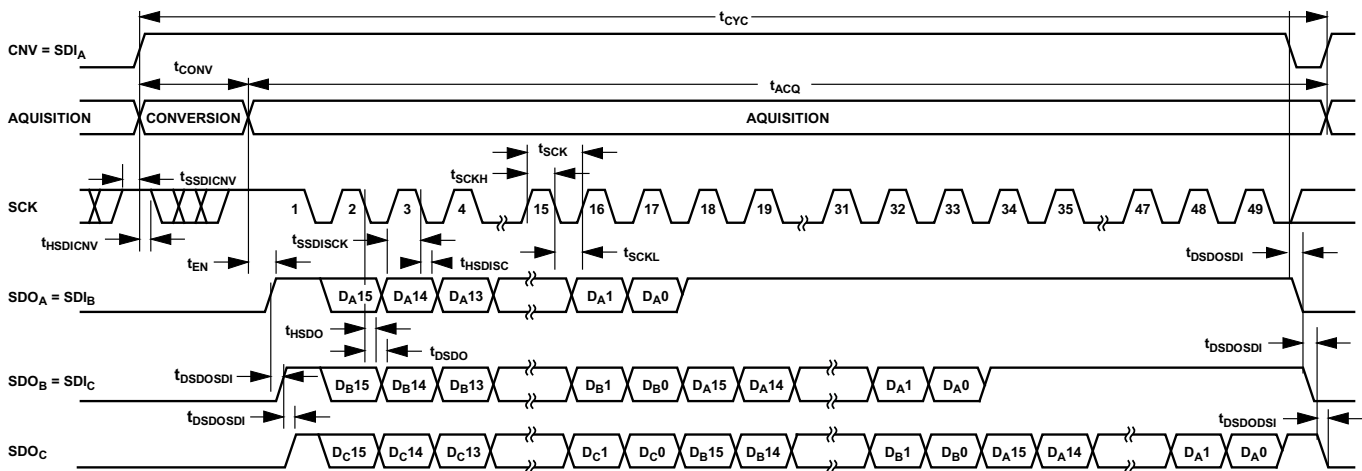 tCYC
CNV = SDIA
tCONV
tACQ
AQUISITION
CONVERSION
AQUISITION
tSCK
tSSDICNV
tSCKH
SCK
1 2 3 4 15 16 17 18 19 31 32 33 34 35 47 48 49
tHSDICNV
tSSDISCK
tEN
tHSDISC
tSCKL
tDSDOSDI
SDOA = SDIB
DA15 DA14 DA13 DA1 DA0
tHSDO
tDSDO
tDSDOSDI
tDSDOSDI
SDOB = SDIC
DB15 DB14 DB13 DB1 DB0 DA15 DA14 DA1 DA0
tDSDOSDI
tDSDODSI
SDOC
DC15 DC14 DC13 DC1 DC0 DB15 DB14 DB1 DB0 DA15 DA14 DA1 DA0